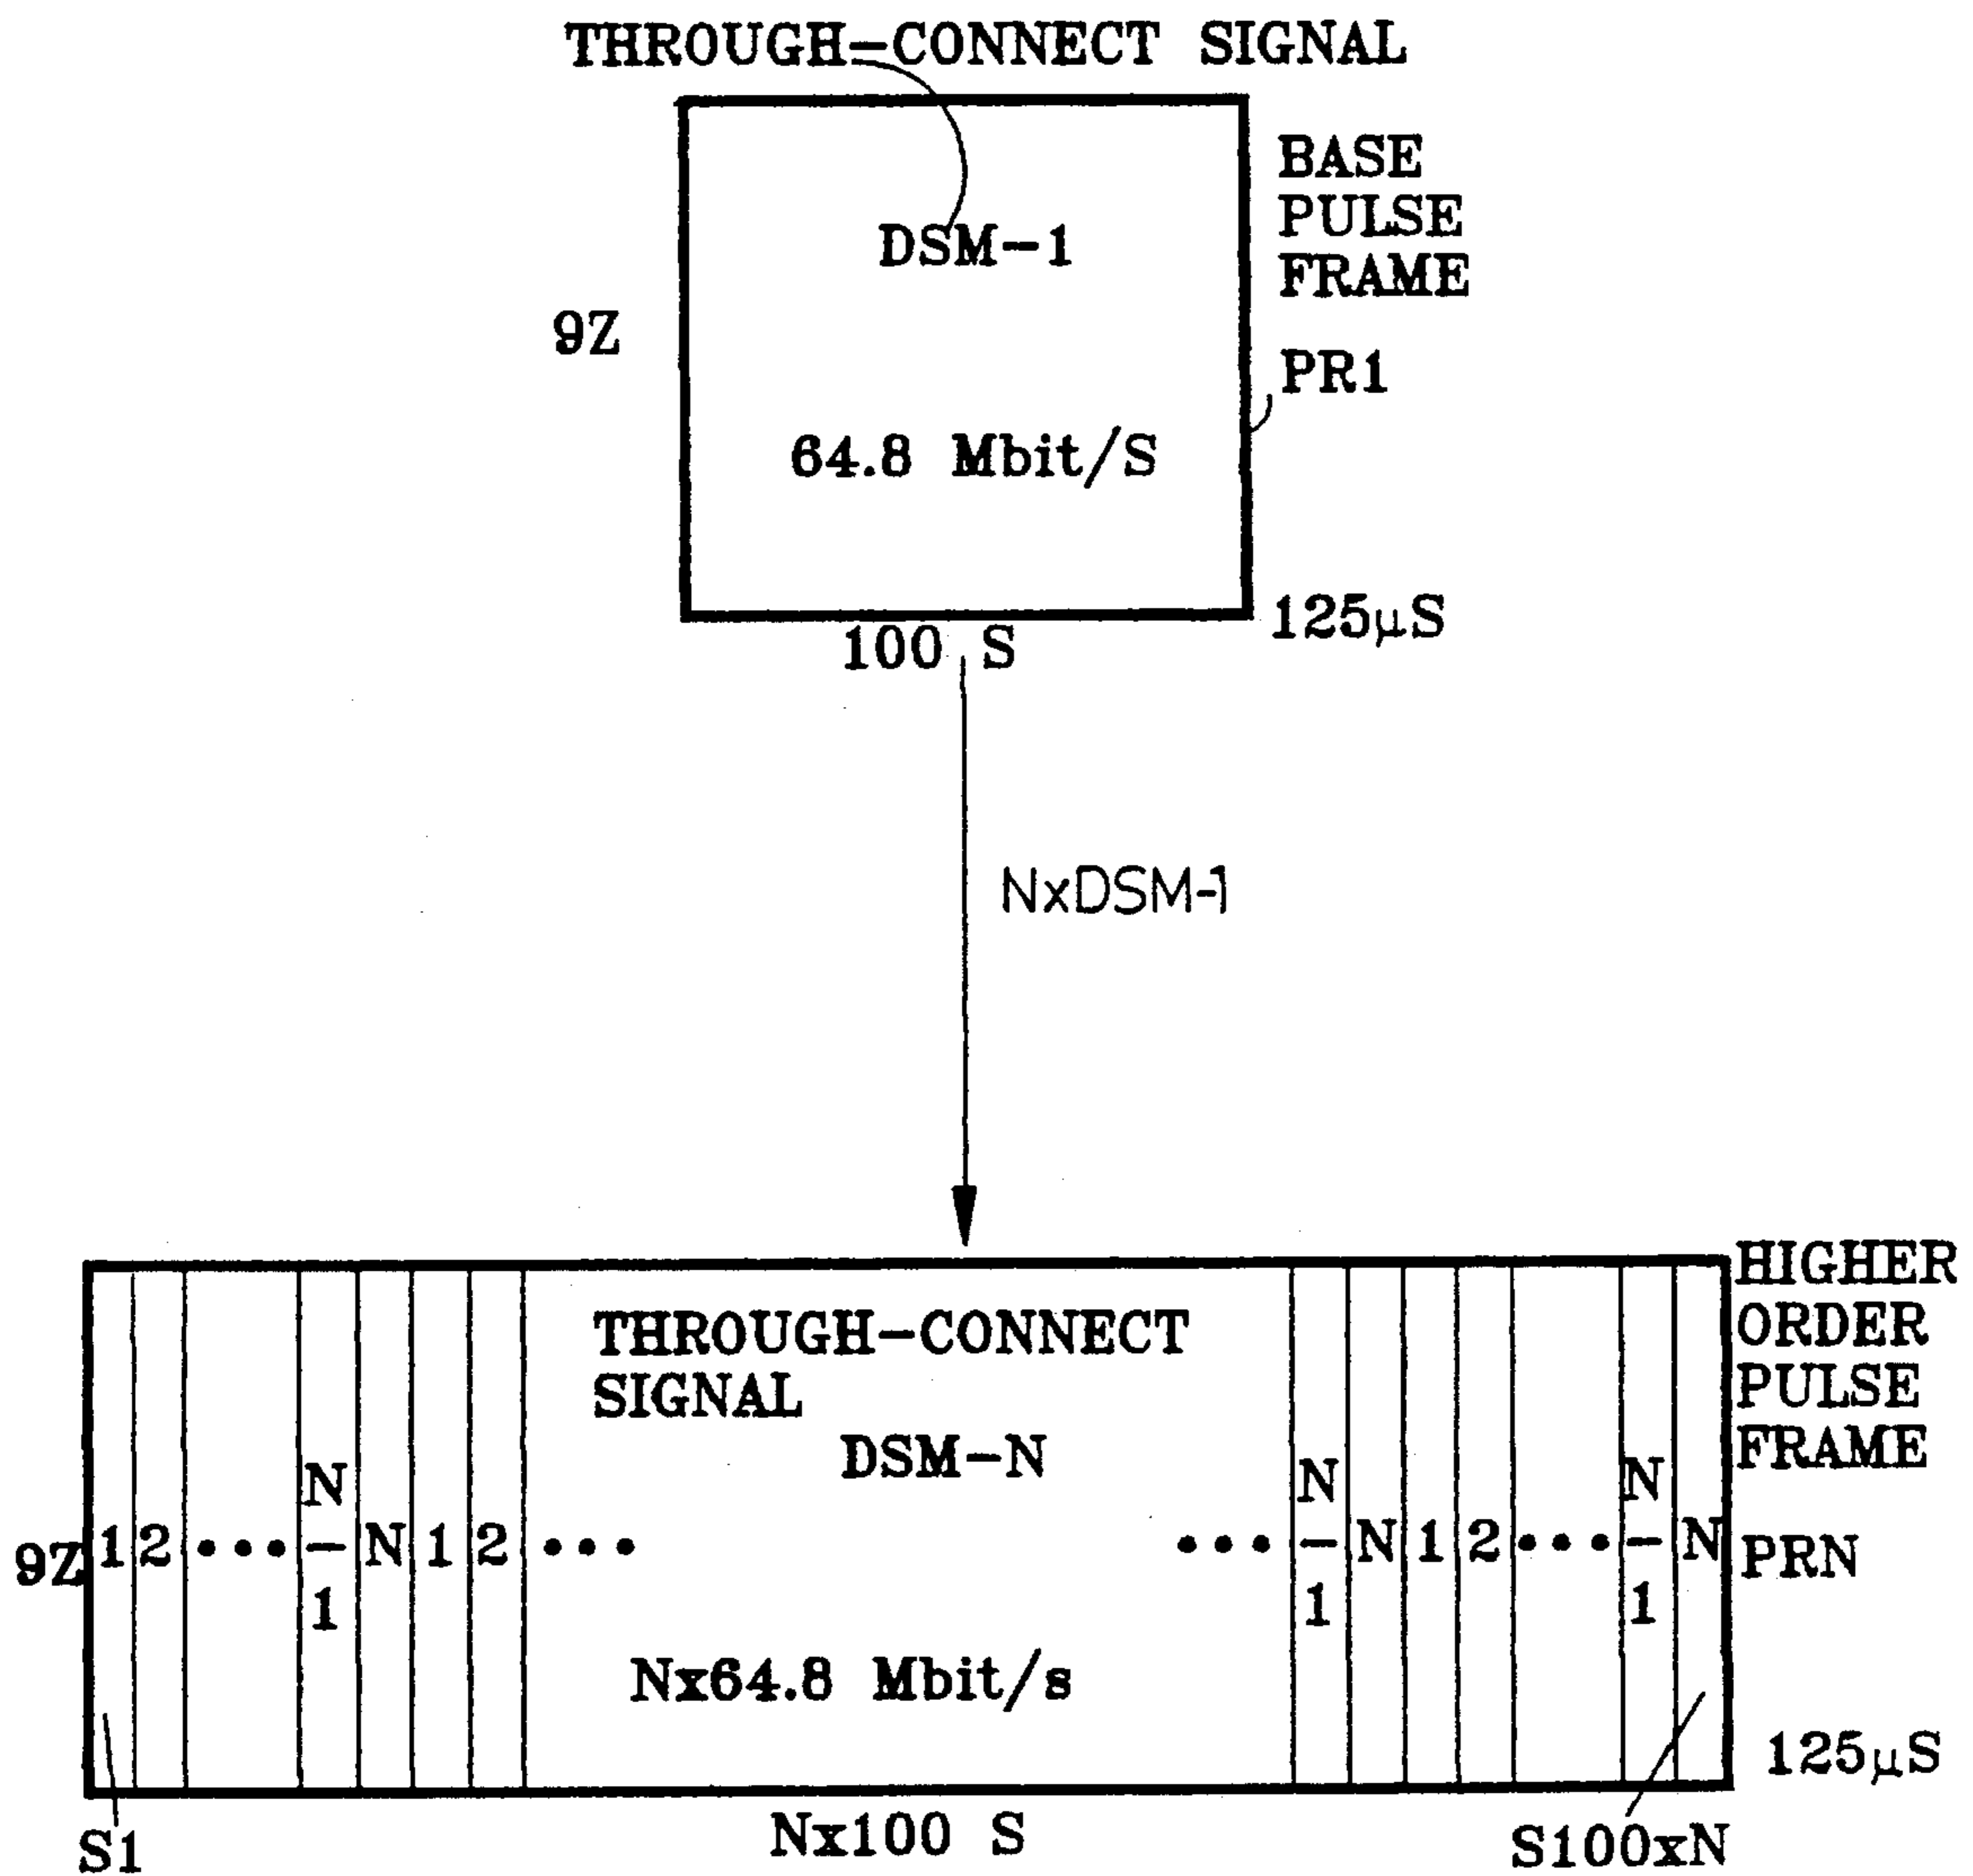 THROUGH-CONNECT SIGNAL
BASE
PULSE
FRAME
DSM-1
9Z
PR1
64.8 Mbit/S
125µS
100 S
NxDSM-1
HIGHER
ORDER
PULSE
FRAME
THROUGH-CONNECT
SIGNAL
DSM-N
9Z 1 2 ••• N-1 N 1 2 ••• ••• N-1 N 1 2 ••• N-1 N PRN
Nx64.8 Mbit/s
125µS
S1
Nx100 S
S100xN